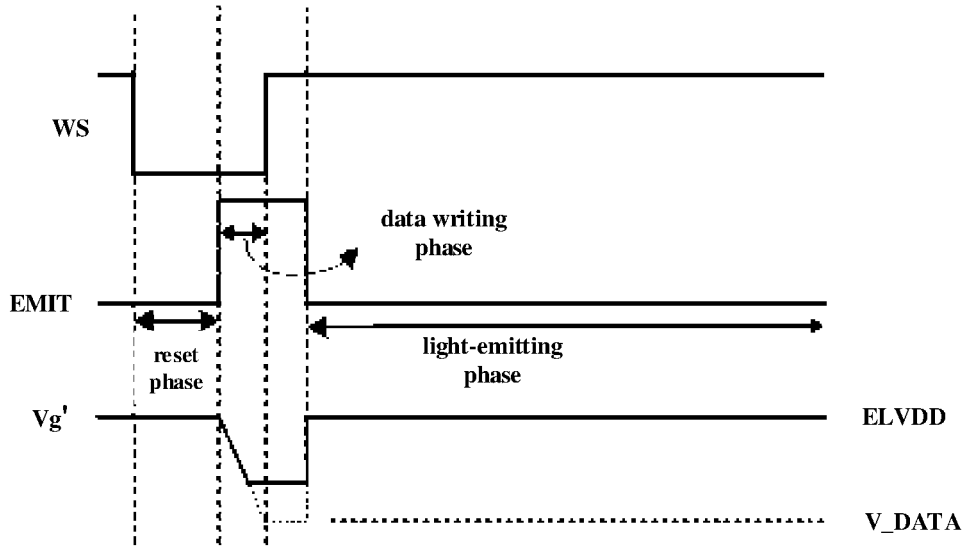 WS
data writing
phase
EMIT
reset
phase
light-emitting
phase
Vg'
ELVDD
V_DATA